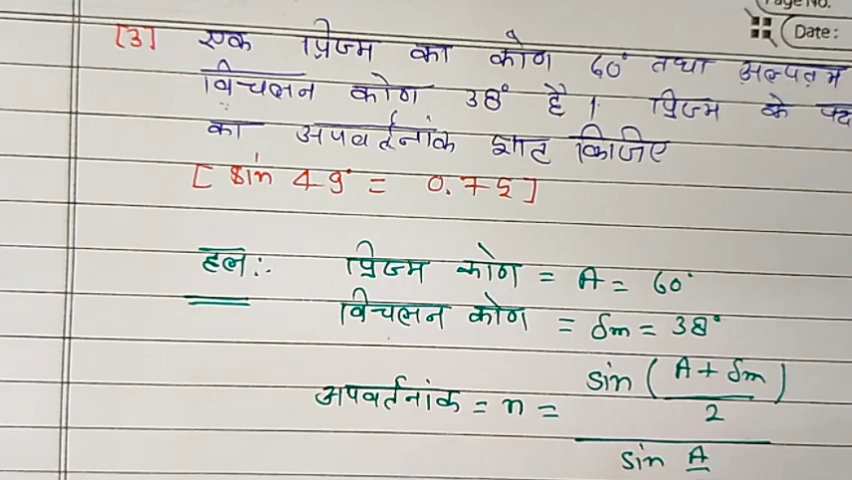 Page No.
Date:
[3] एक प्रिज्म का कोण 60° तथा अल्पतम
विचलन कोण 38° है। प्रिज्म के पद
का अपवर्तनांक ज्ञात किजिए
[ sin 49° = 0.75 ]
हल:. प्रिज्म कोण = A = 60°
विचलन कोण = δm = 38°
अपवर्तनांक = n = sin ( A + δm / 2 ) / sin A